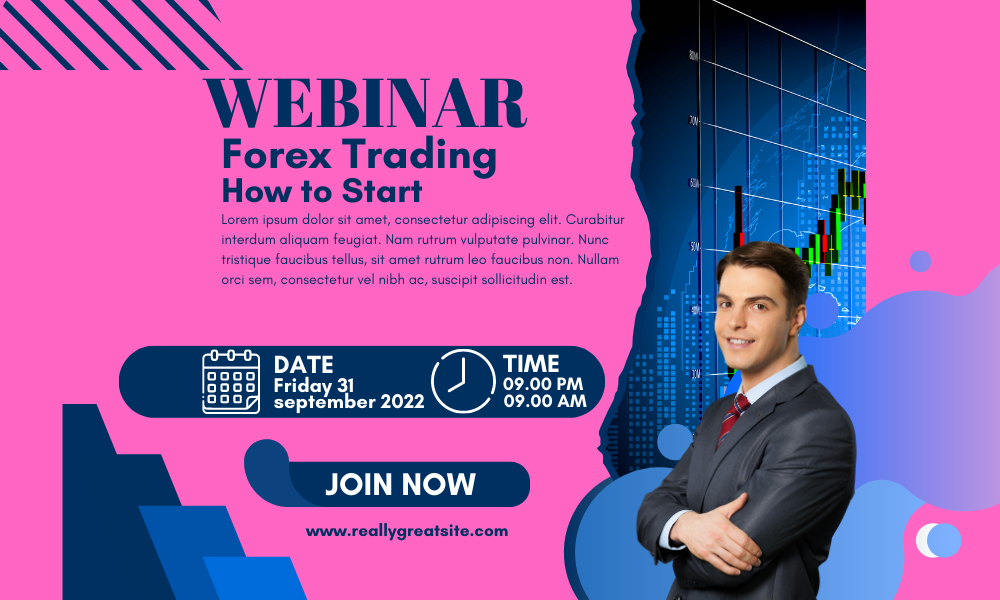 WEBINAR
Forex Trading
How to Start
Lorem ipsum dolor sit amet, consectetur adipiscing elit. Curabitur
interdum aliquam feugiat. Nam rutrum vulputate pulvinar. Nunc
tristique faucibus tellus, sit amet rutrum leo faucibus non. Nullam
orci sem, consectetur vel nibh ac, suscipit sollicitudin est.
DATE
Friday 31
september 2022
TIME
09.00 PM
09.00 AM
JOIN NOW
www.reallygreatsite.com